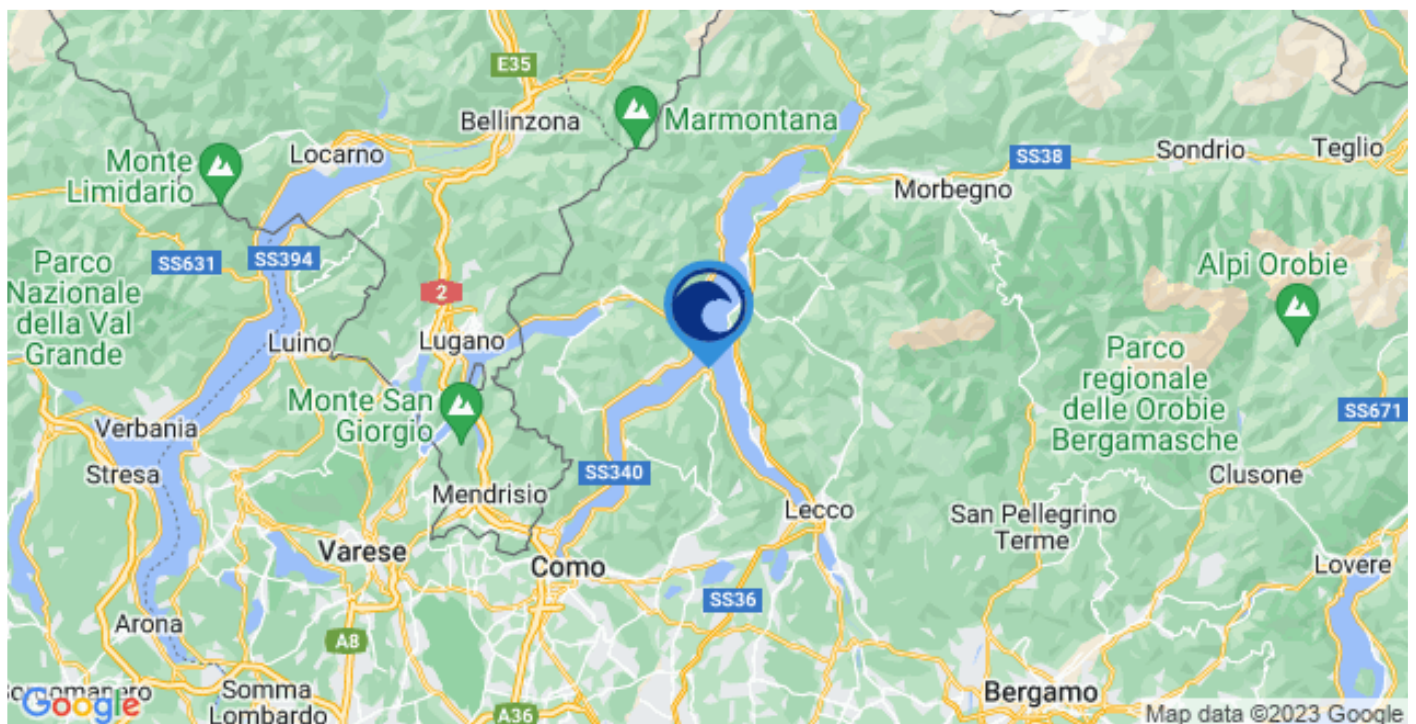 E35
Bellinzona
Marmontana
Locarno
Monte
Limidario
SS38
Sondrio
Teglio
Morbegno
SS631
SS394
Parco
Nazionale
della Val
Grande
2
Alpi Orobie
Luino
Lugano
Parco
regionale
delle Orobie
Bergamasche
Monte San
Giorgio
SS671
Verbania
Stresa
SS340
Clusone
Mendrisio
Lecco
San Pellegrino
Terme
Varese
Como
Lovere
SS36
Arona
A8
Somma
Lombardo
Bergamo
A36
Google
Map data ©2023 Google